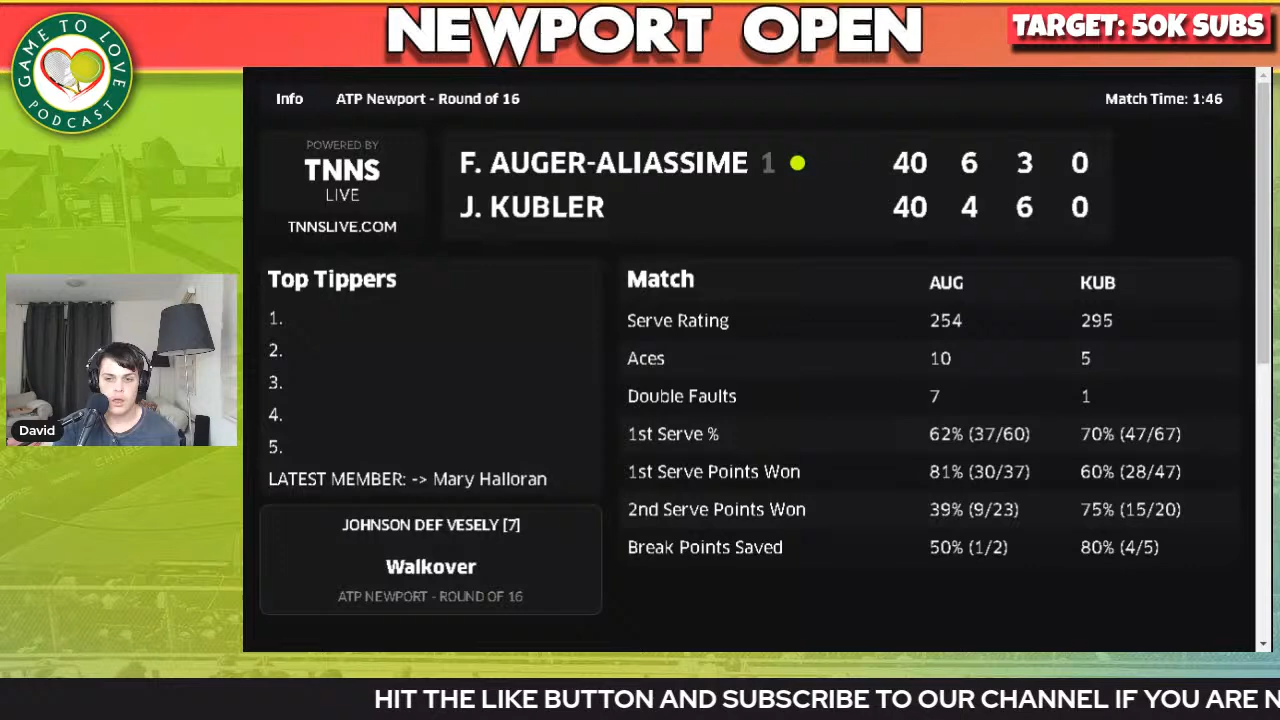 GAME TO LOVE PODCAST
NEWPORT OPEN
TARGET: 50K SUBS
Info ATP Newport - Round of 16 Match Time: 1:46
POWERED BY
TNNS
LIVE
TNNSLIVE.COM
F. AUGER-ALIASSIME 1 40 6 3 0
J. KUBLER 40 4 6 0
Top Tippers
1.
2.
3.
4.
5.
LATEST MEMBER: -> Mary Halloran
JOHNSON DEF VESELY [7]
Walkover
ATP NEWPORT - ROUND OF 16
Match AUG KUB
Serve Rating 254 295
Aces 10 5
Double Faults 7 1
1st Serve % 62% (37/60) 70% (47/67)
1st Serve Points Won 81% (30/37) 60% (28/47)
2nd Serve Points Won 39% (9/23) 75% (15/20)
Break Points Saved 50% (1/2) 80% (4/5)
David
HIT THE LIKE BUTTON AND SUBSCRIBE TO OUR CHANNEL IF YOU ARE N